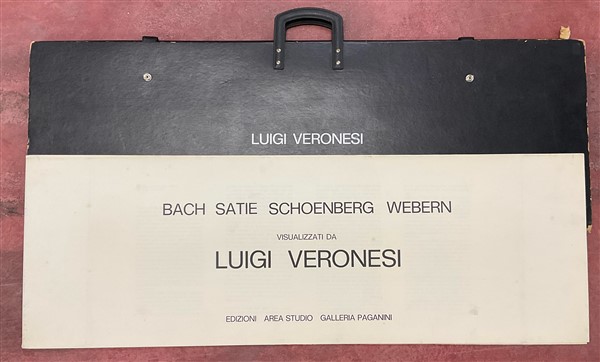 LUIGI VERONESI
BACH SATIE SCHOENBERG WEBERN
VISUALIZZATI DA
LUIGI VERONESI
EDIZIONI AREA STUDIO GALLERIA PAGANINI